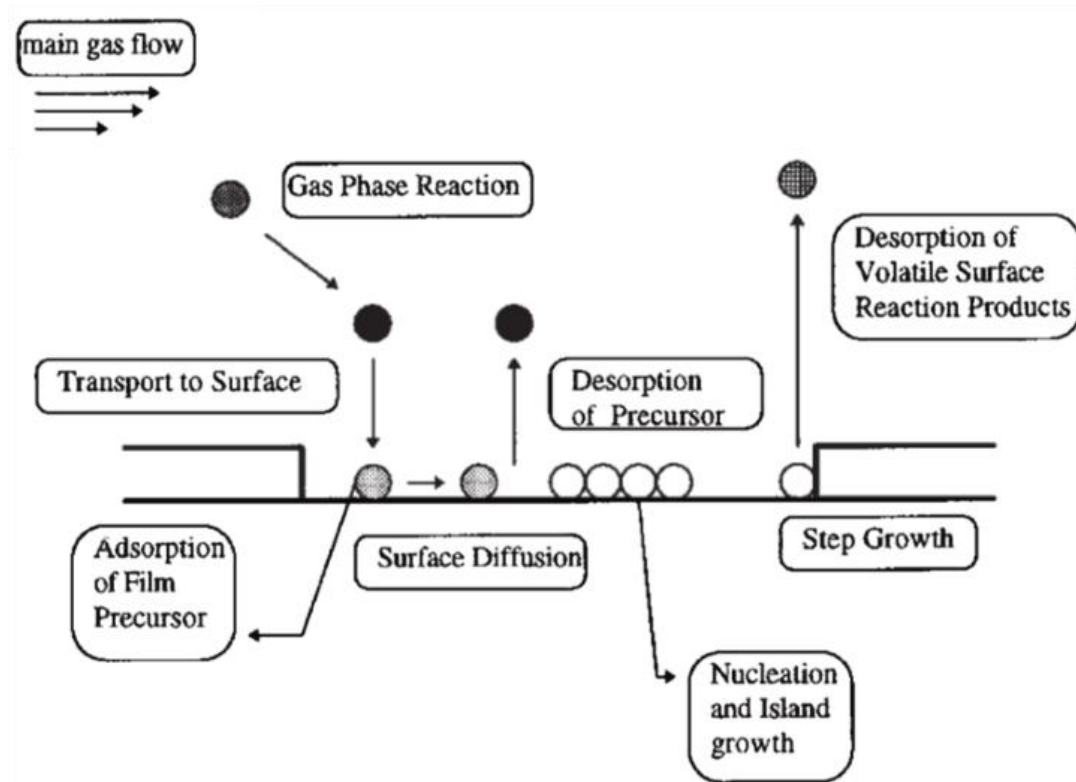 main gas flow
Gas Phase Reaction
Desorption of
Volatile Surface
Reaction Products
Transport to Surface
Desorption
of Precursor
Adsorption
of Film
Precursor
Surface Diffusion
Step Growth
Nucleation
and Island
growth